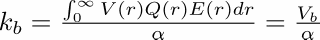 $k_b = \frac{\int_0^\infty V(r)Q(r)E(r)dr}{\alpha} = \frac{V_b}{\alpha}$